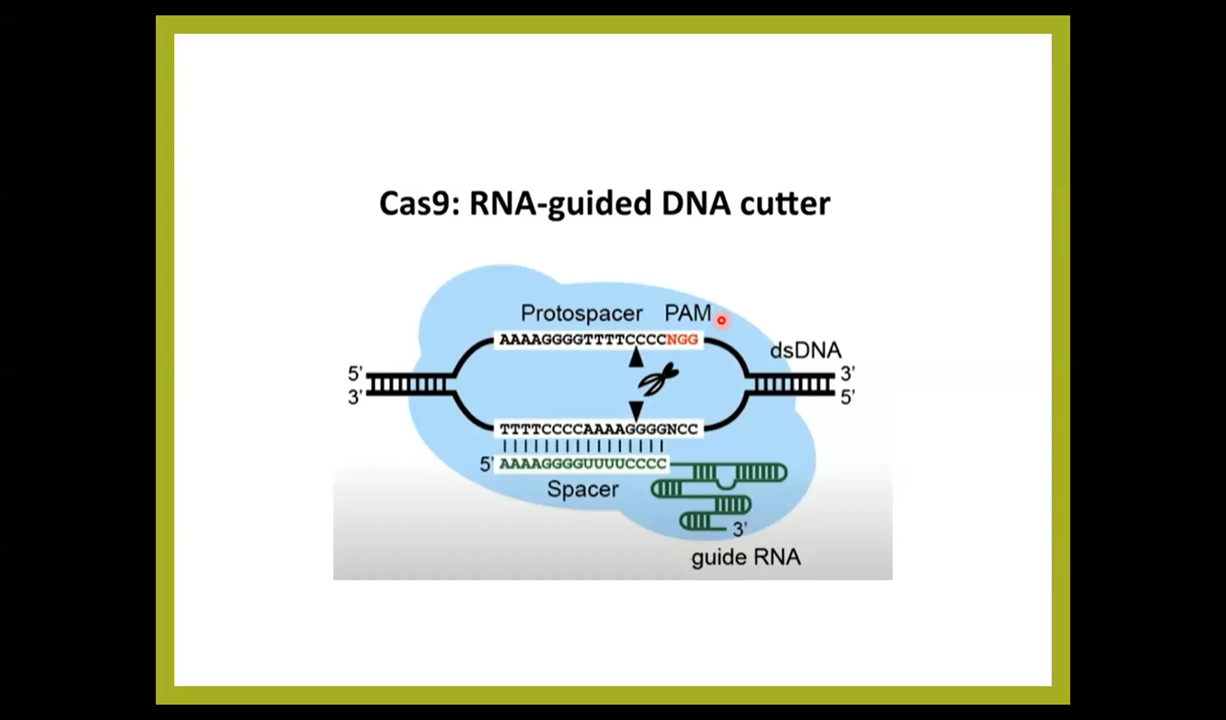 Cas9: RNA-guided DNA cutter
Protospacer PAM
AAAAGGGGTTTTCCCCNGG
dsDNA
5' 3'
3' 5'
TTTTCCCCAAAAGGGGNCC
5' AAAAGGGGUUUUCCCC
Spacer
3'
guide RNA